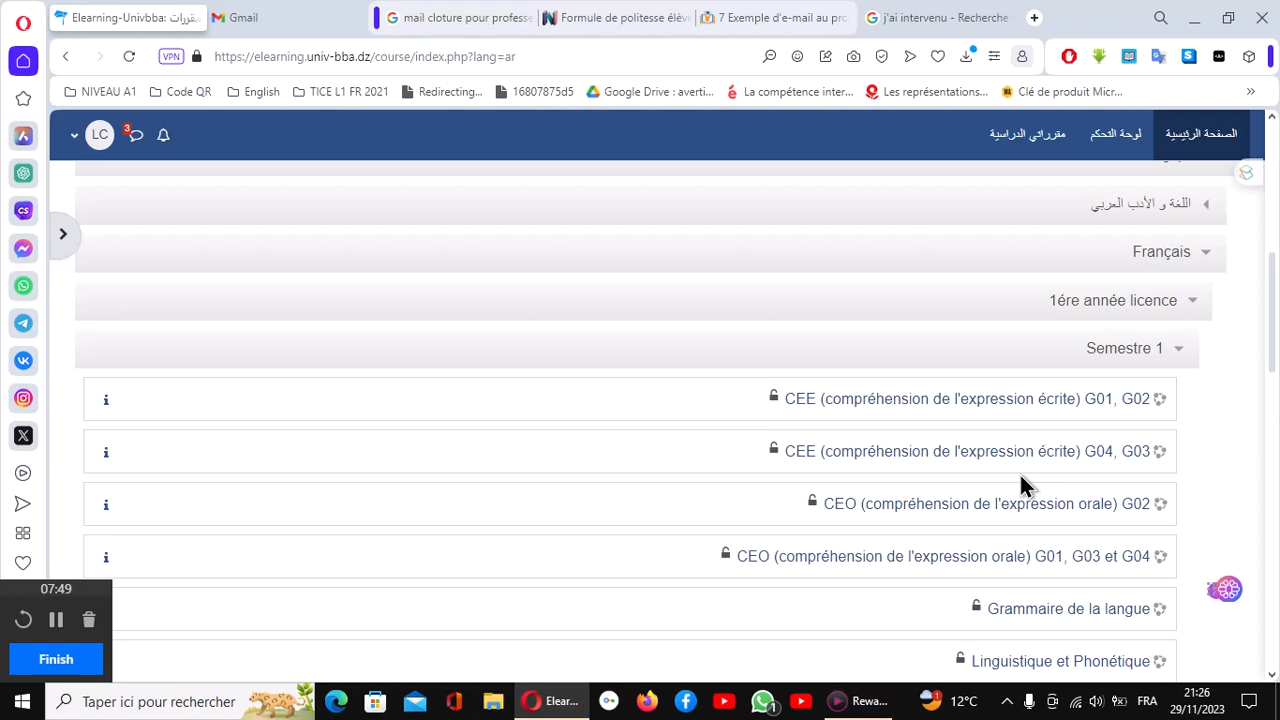 Elearning-Univbba: مقررات
Gmail
mail cloture pour professe
Formule de politesse élèv
7 Exemple d'e-mail au pro
j'ai intervenu - Recherche
VPN
https://elearning.univ-bba.dz/course/index.php?lang=ar
NIVEAU A1
Code QR
English
TICE L1 FR 2021
Redirecting...
16807875d5
Google Drive : averti...
La compétence inter...
Les représentations...
Clé de produit Micr...
LC
3
مقرراتي الدراسية
لوحة التحكم
الصفحة الرئيسية
اللغة و الأدب العربي
Français
1ére année licence
Semestre 1
CEE (compréhension de l'expression écrite) G01, G02
CEE (compréhension de l'expression écrite) G04, G03
CEO (compréhension de l'expression orale) G02
CEO (compréhension de l'expression orale) G01, G03 et G04
Grammaire de la langue
Linguistique et Phonétique
07:49
Finish
Taper ici pour rechercher
Elear...
1
Rewa...
1
12°C
FRA
21:26
29/11/2023